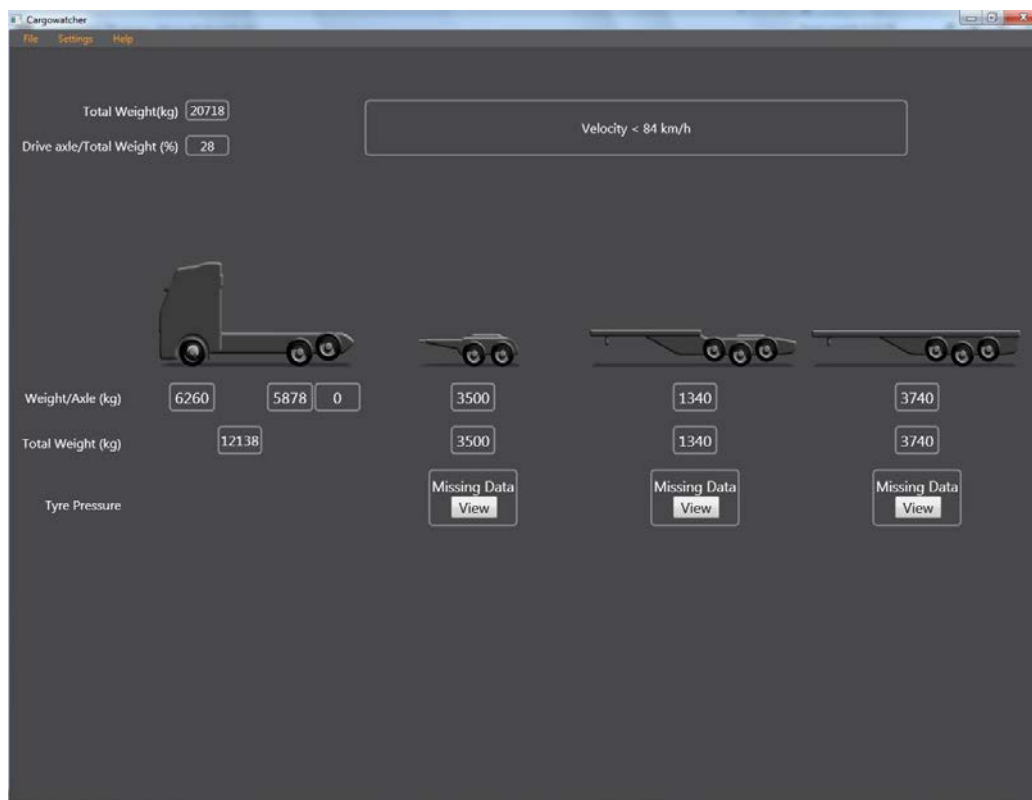 Cargowatcher
File Settings Help
Total Weight(kg) 20718
Velocity < 84 km/h
Drive axle/Total Weight (%) 28
Weight/Axle (kg) 6260 5878 0 3500 1340 3740
Total Weight (kg) 12138 3500 1340 3740
Missing Data Missing Data Missing Data
Tyre Pressure View View View